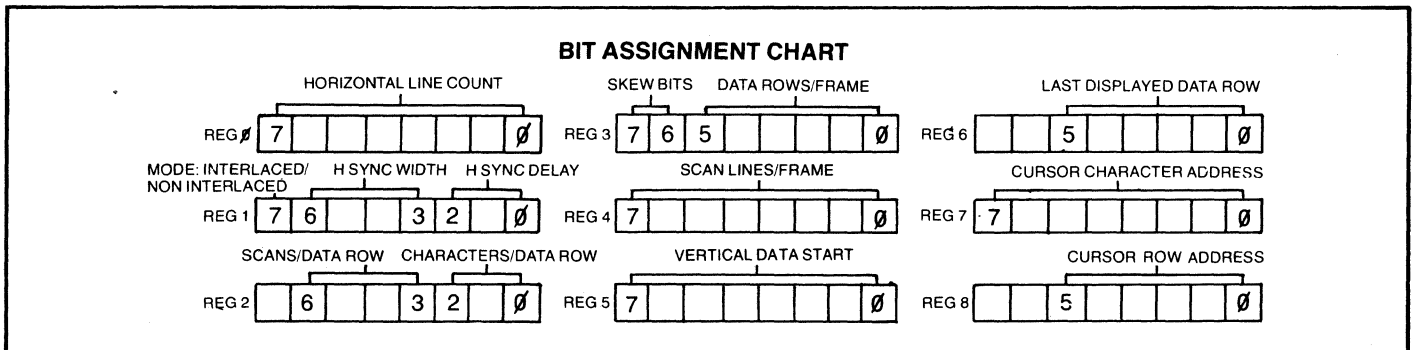 BIT ASSIGNMENT CHART
HORIZONTAL LINE COUNT
REG Ø 7 Ø
MODE: INTERLACED/
NON INTERLACED
H SYNC WIDTH H SYNC DELAY
REG 1 7 6 3 2 Ø
SCANS/DATA ROW CHARACTERS/DATA ROW
REG 2 6 3 2 Ø
SKEW BITS DATA ROWS/FRAME
REG 3 7 6 5 Ø
SCAN LINES/FRAME
REG 4 7 Ø
VERTICAL DATA START
REG 5 7 Ø
LAST DISPLAYED DATA ROW
REG 6 5 Ø
CURSOR CHARACTER ADDRESS
REG 7 7 Ø
CURSOR ROW ADDRESS
REG 8 5 Ø